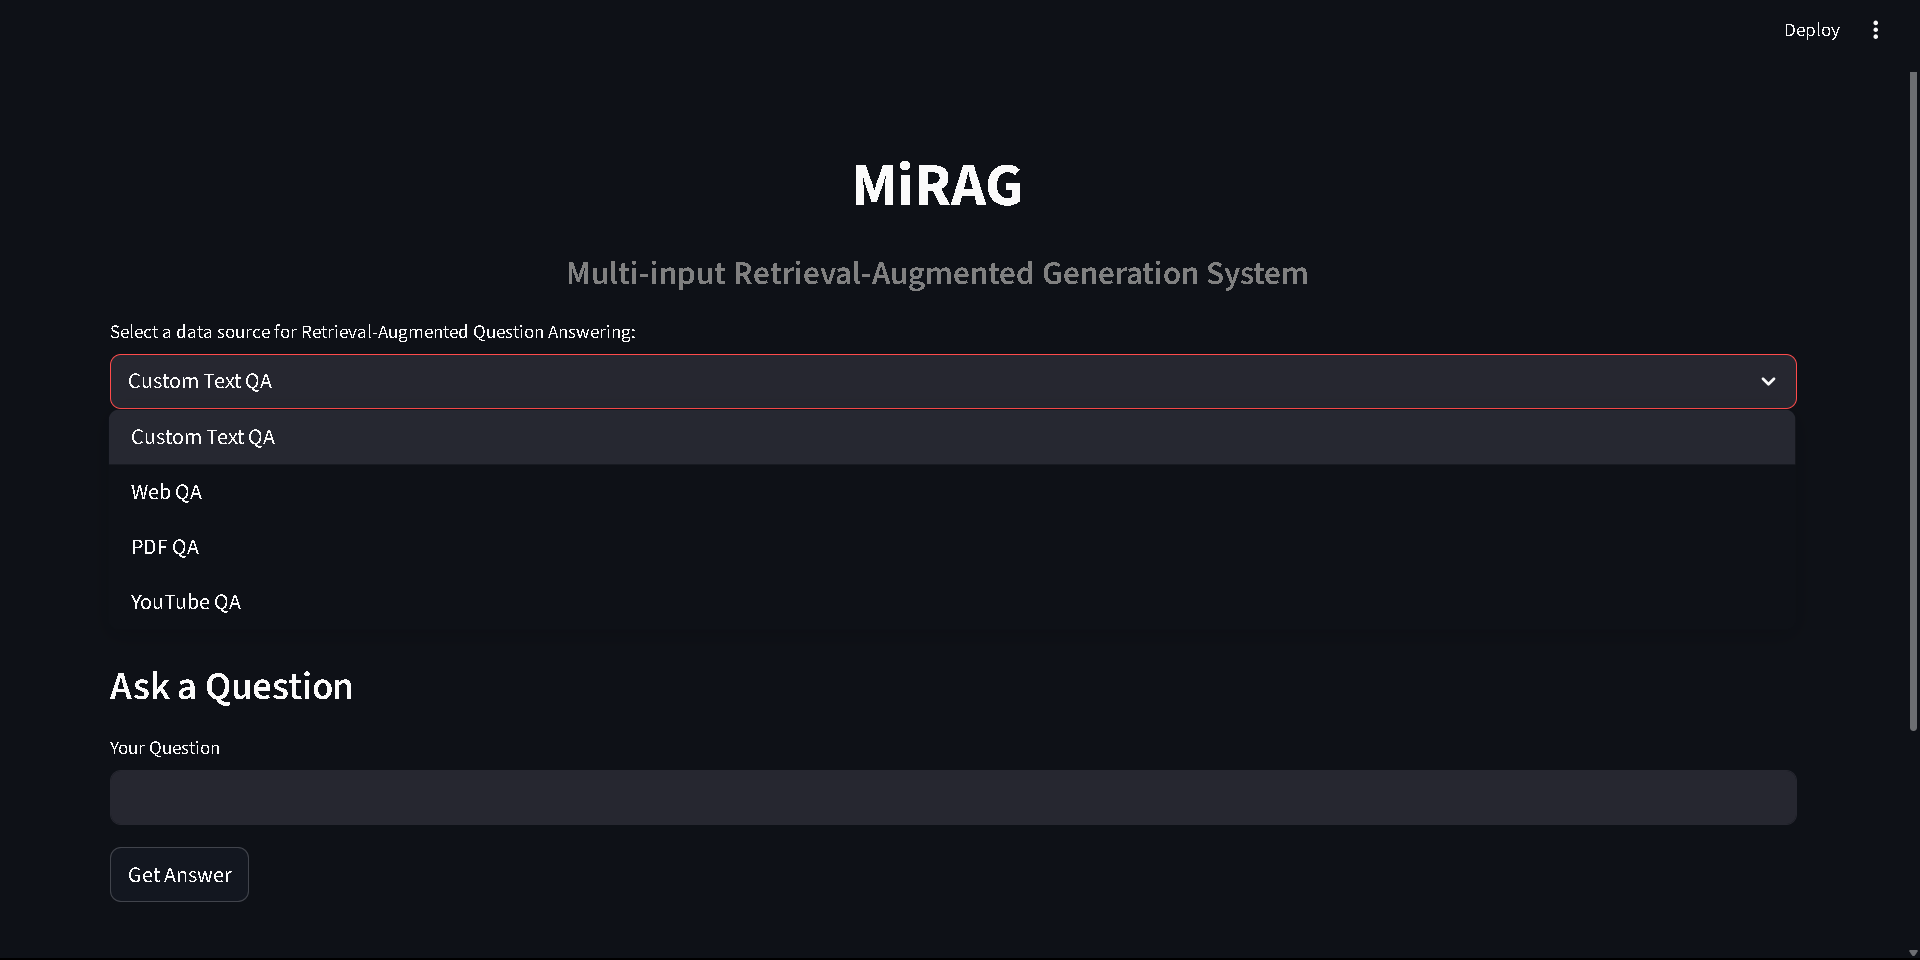 Deploy
MiRAG
Multi-input Retrieval-Augmented Generation System
Select a data source for Retrieval-Augmented Question Answering:
Custom Text QA
Custom Text QA
Web QA
PDF QA
YouTube QA
Ask a Question
Your Question
Get Answer